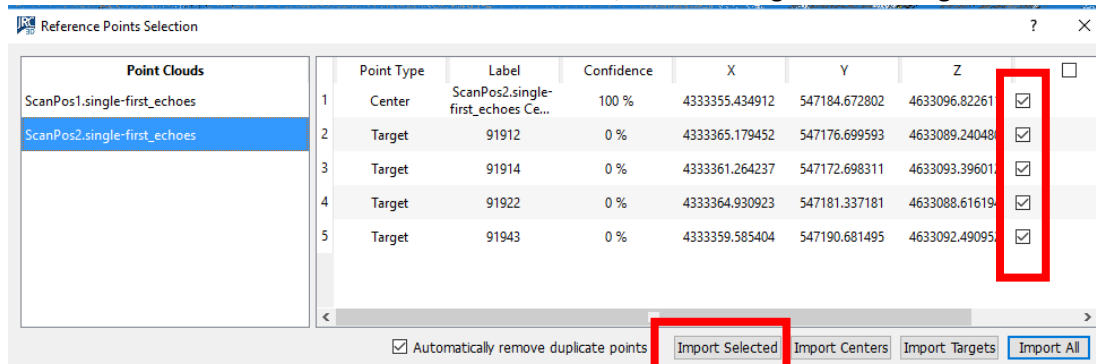 JRC 3D Reference Points Selection ? ×
Point Clouds
ScanPos1.single-first_echoes
ScanPos2.single-first_echoes
Point Type Label Confidence X Y Z
1 Center ScanPos2.single-first_echoes Ce... 100 % 4333355.434912 547184.672802 4633096.82261
2 Target 91912 0 % 4333365.179452 547176.699593 4633089.24048
3 Target 91914 0 % 4333361.264237 547172.698311 4633093.39601
4 Target 91922 0 % 4333364.930923 547181.337181 4633088.61619
5 Target 91943 0 % 4333359.585404 547190.681495 4633092.49095
Automatically remove duplicate points Import Selected Import Centers Import Targets Import All